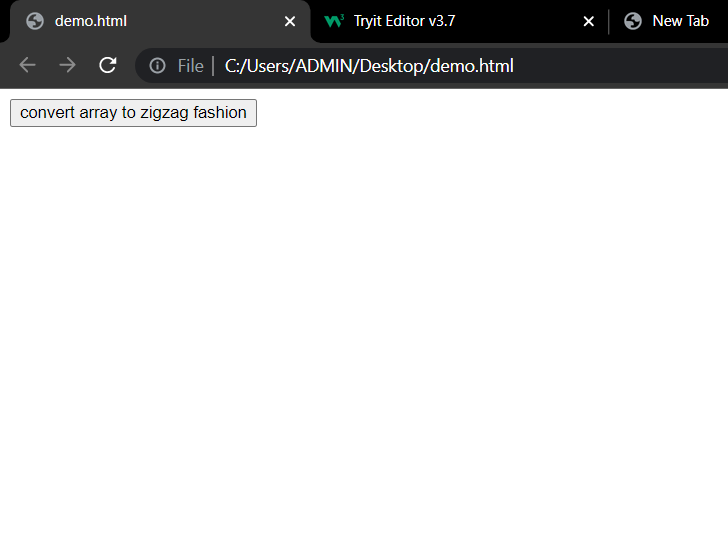 demo.html
W3 Tryit Editor v3.7
New Tab
File
C:/Users/ADMIN/Desktop/demo.html
convert array to zigzag fashion